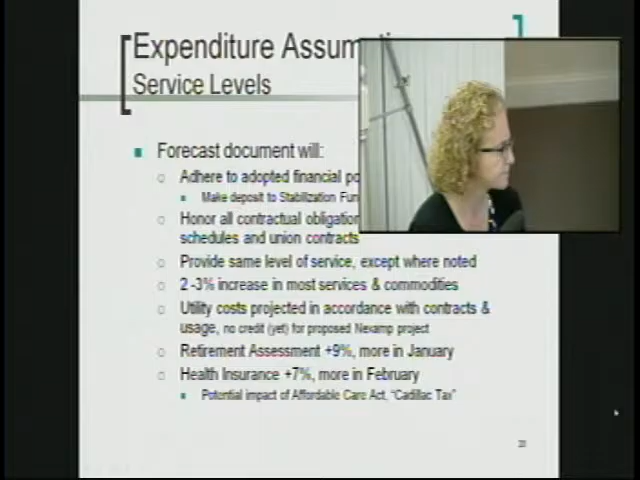 Expenditure Assum
Service Levels
Forecast document will:
Adhere to adopted financial po
Make deposit to Stabilization Fun
Honor all contractual obligation
schedules and union contracts
Provide same level of service, except where noted
2 -3% increase in most services & commodities
Utility costs projected in accordance with contracts &
usage, no credit (yet) for proposed Nexamp project
Retirement Assessment +9%, more in January
Health Insurance +7%, more in February
Potential impact of Affordable Care Act, "Cadillac Tax"